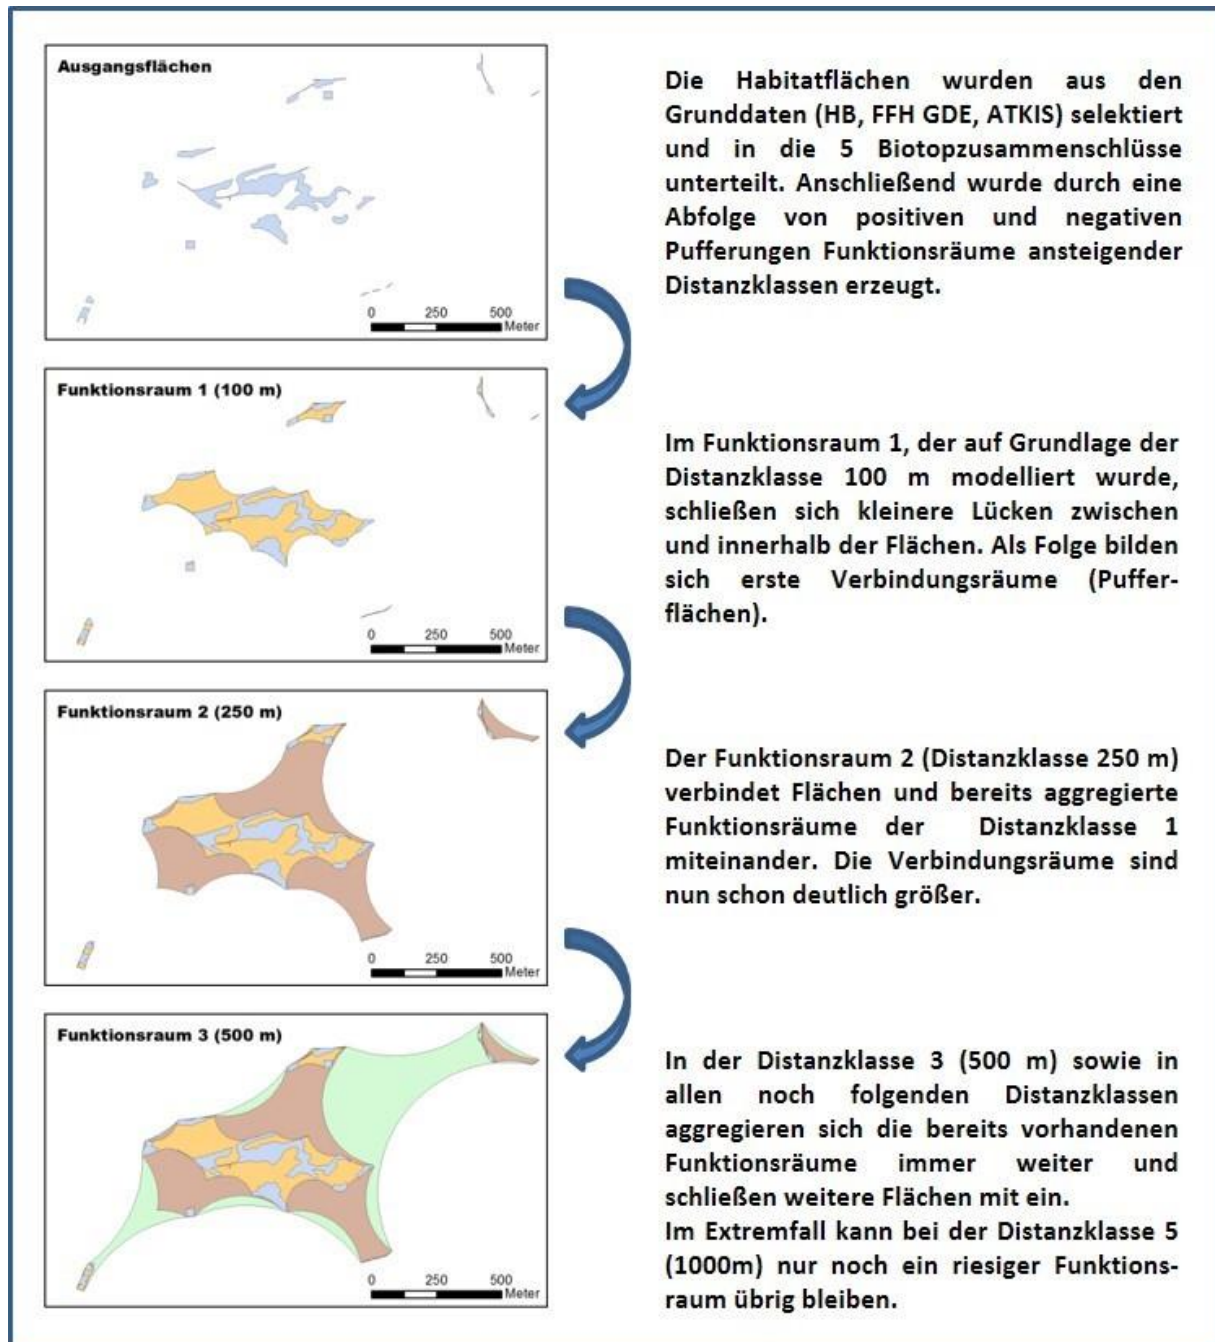 Ausgangsflächen
0 250 500
Meter
Die Habitatflächen wurden aus den
Grunddaten (HB, FFH GDE, ATKIS) selektiert
und in die 5 Biotopzusammenschlüsse
unterteilt. Anschließend wurde durch eine
Abfolge von positiven und negativen
Pufferungen Funktionsräume ansteigender
Distanzklassen erzeugt.
Funktionsraum 1 (100 m)
0 250 500
Meter
Im Funktionsraum 1, der auf Grundlage der
Distanzklasse 100 m modelliert wurde,
schließen sich kleinere Lücken zwischen
und innerhalb der Flächen. Als Folge bilden
sich erste Verbindungsräume (Puffer-
flächen).
Funktionsraum 2 (250 m)
0 250 500
Meter
Der Funktionsraum 2 (Distanzklasse 250 m)
verbindet Flächen und bereits aggregierte
Funktionsräume der Distanzklasse 1
miteinander. Die Verbindungsräume sind
nun schon deutlich größer.
Funktionsraum 3 (500 m)
0 250 500
Meter
In der Distanzklasse 3 (500 m) sowie in
allen noch folgenden Distanzklassen
aggregieren sich die bereits vorhandenen
Funktionsräume immer weiter und
schließen weitere Flächen mit ein.
Im Extremfall kann bei der Distanzklasse 5
(1000m) nur noch ein riesiger Funktions-
raum übrig bleiben.